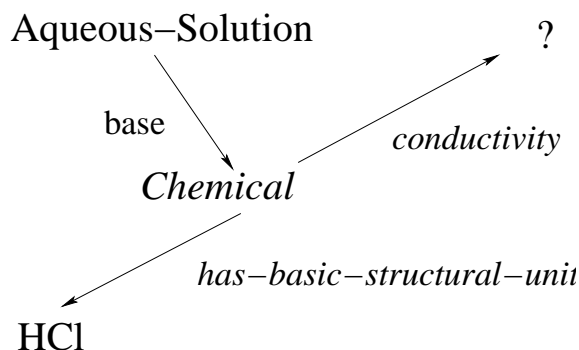 Aqueous–Solution
?
base
conductivity
Chemical
has–basic–structural–unit
HCl